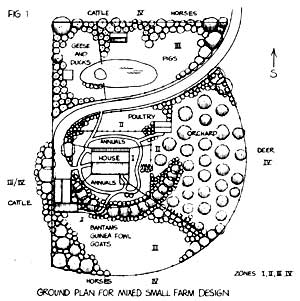 FIG 1
CATTLE IV HORSES
GEESE
AND
DUCKS
III
PIGS
S
POULTRY
II
ANNUALS
ORCHARD
HOUSE
I
II
ANNUALS
DEER
IV
III/IV
CATTLE
BANTAMS
GUINEA FOWL
GOATS
II
HORSES IV
ZONES I, II, III IV
GROUND PLAN FOR MIXED SMALL FARM DESIGN